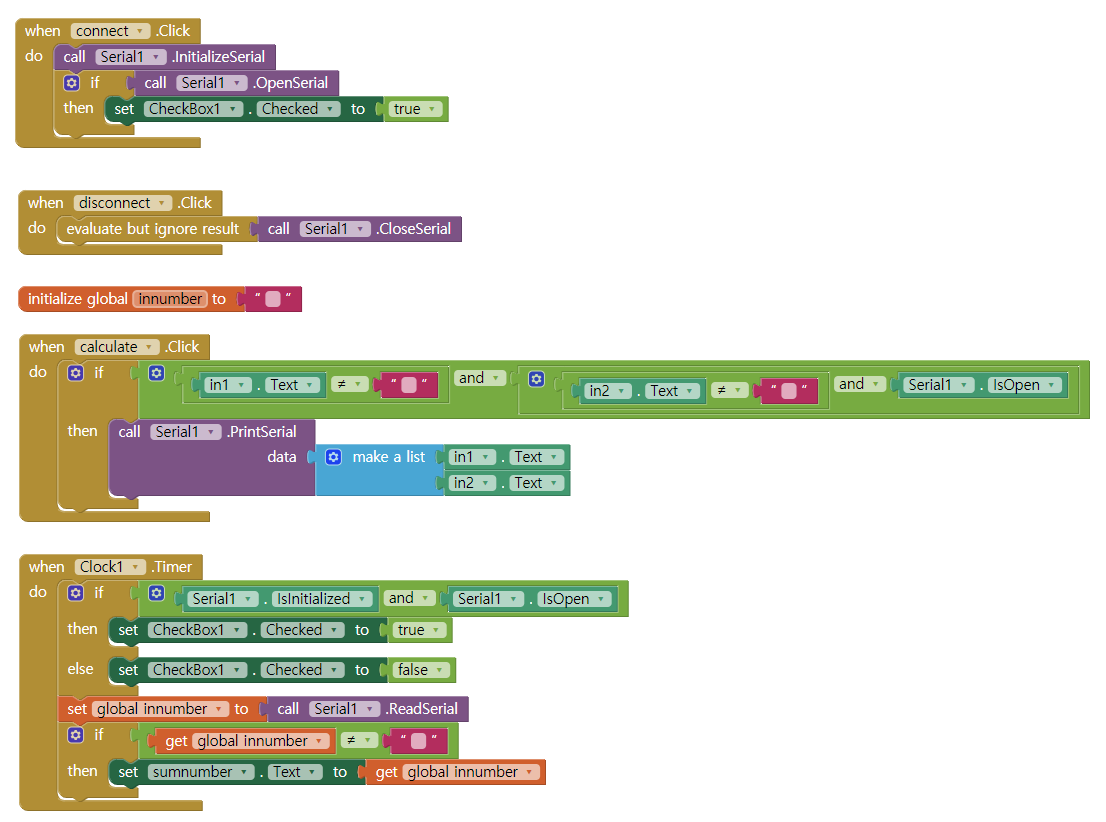 when connect .Click
do call Serial1 .InitializeSerial
if call Serial1 .OpenSerial
then set CheckBox1 . Checked to true
when disconnect .Click
do evaluate but ignore result call Serial1 .CloseSerial
initialize global innumber to " "
when calculate .Click
do if in1 . Text ≠ " " and in2 . Text ≠ " " and Serial1 . IsOpen
then call Serial1 .PrintSerial
data make a list in1 . Text
in2 . Text
when Clock1 .Timer
do if Serial1 . IsInitialized and Serial1 . IsOpen
then set CheckBox1 . Checked to true
else set CheckBox1 . Checked to false
set global innumber to call Serial1 .ReadSerial
if get global innumber ≠ " "
then set sumnumber . Text to get global innumber